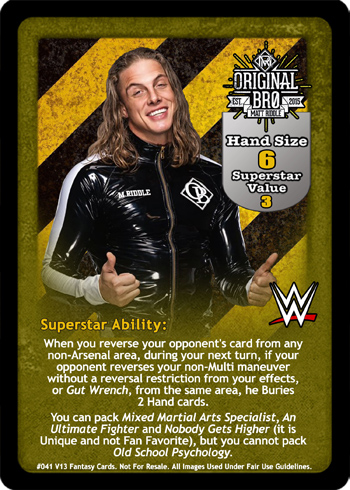 ORIGINAL
BRO
EST. 2015
MATT RIDDLE
Hand Size
6
Superstar
Value
3
M. RIDDLE
W
Superstar Ability:
When you reverse your opponent's card from any
non-Arsenal area, during your next turn, if your
opponent reverses your non-Multi maneuver
without a reversal restriction from your effects,
or Gut Wrench, from the same area, he Buries
2 Hand cards.
You can pack Mixed Martial Arts Specialist, An
Ultimate Fighter and Nobody Gets Higher (it is
Unique and not Fan Favorite), but you cannot pack
Old School Psychology.
#041 V13 Fantasy Cards. Not For Resale. All Images Used Under Fair Use Guidelines.